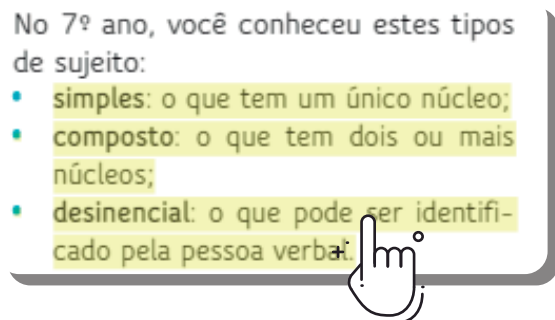 No 7º ano, você conheceu estes tipos
de sujeito:
• simples: o que tem um único núcleo;
• composto: o que tem dois ou mais
núcleos;
• desinencial: o que pode ser identifi-
cado pela pessoa verbal.